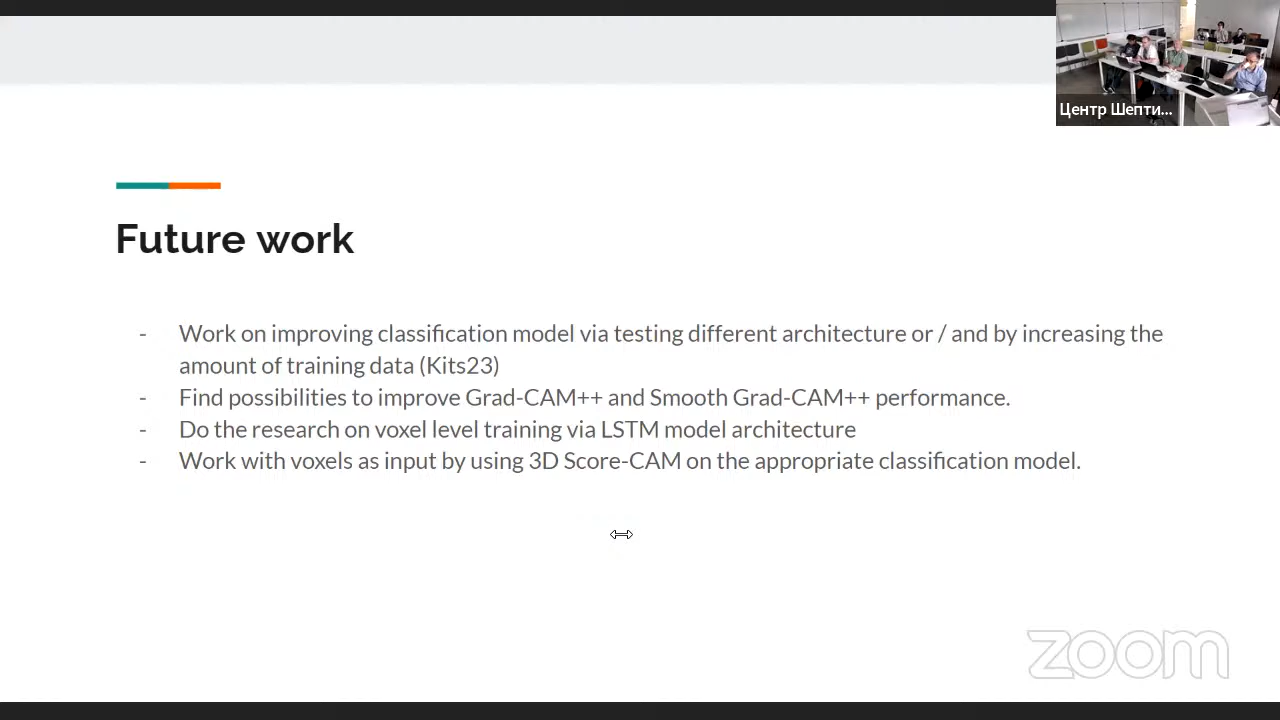 Центр Шепти...
Future work
- Work on improving classification model via testing different architecture or / and by increasing the
amount of training data (Kits23)
- Find possibilities to improve Grad-CAM++ and Smooth Grad-CAM++ performance.
- Do the research on voxel level training via LSTM model architecture
- Work with voxels as input by using 3D Score-CAM on the appropriate classification model.
zoom